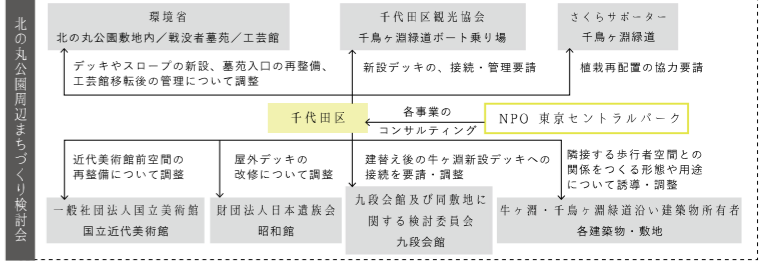 北の丸公園周辺まちづくり検討会
環境省
北の丸公園敷地内／戦没者墓苑／工芸館
千代田区観光協会
千鳥ヶ淵緑道ボート乗り場
さくらサポーター
千鳥ヶ淵緑道
デッキやスロープの新設、墓苑入口の再整備、
工芸館移転後の管理について調整
新設デッキの、接続・管理要請
植栽再配置の協力要請
千代田区
各事業の
コンサルティング
NPO 東京セントラルパーク
近代美術館前空間の
再整備について調整
屋外デッキの
改修について調整
建替え後の牛ヶ淵新設デッキへの
接続を要請・調整
隣接する歩行者空間との
関係をつくる形態や用途
について誘導・調整
一般社団法人国立美術館
国立近代美術館
財団法人日本遺族会
昭和館
九段会館及び同敷地に
関する検討委員会
九段会館
牛ヶ淵・千鳥ヶ淵緑道沿い建築物所有者
各建築物・敷地